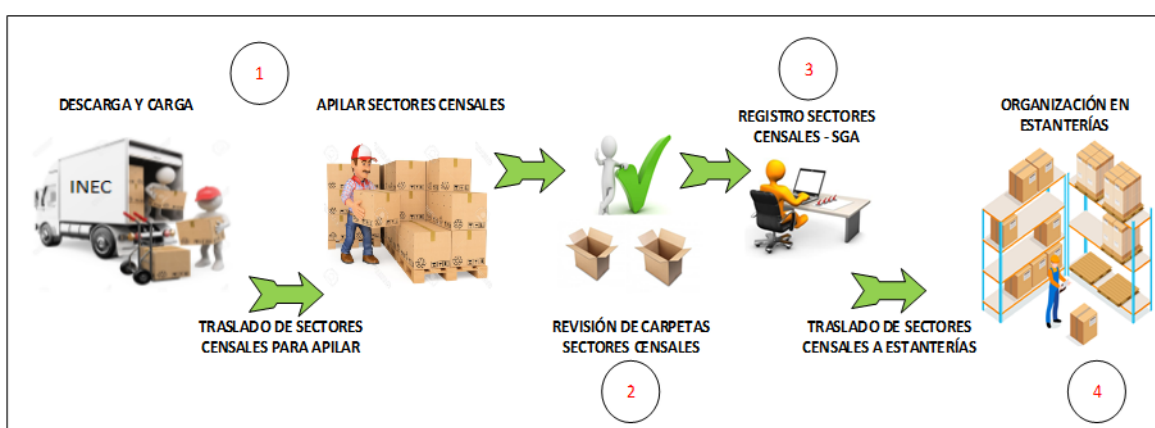 1
DESCARGA Y CARGA
INEC
TRASLADO DE SECTORES
CENSALES PARA APILAR
APILAR SECTORES CENSALES
REVISIÓN DE CARPETAS
SECTORES CENSALES
2
3
REGISTRO SECTORES
CENSALES - SGA
TRASLADO DE SECTORES
CENSALES A ESTANTERÍAS
ORGANIZACIÓN EN
ESTANTERÍAS
4